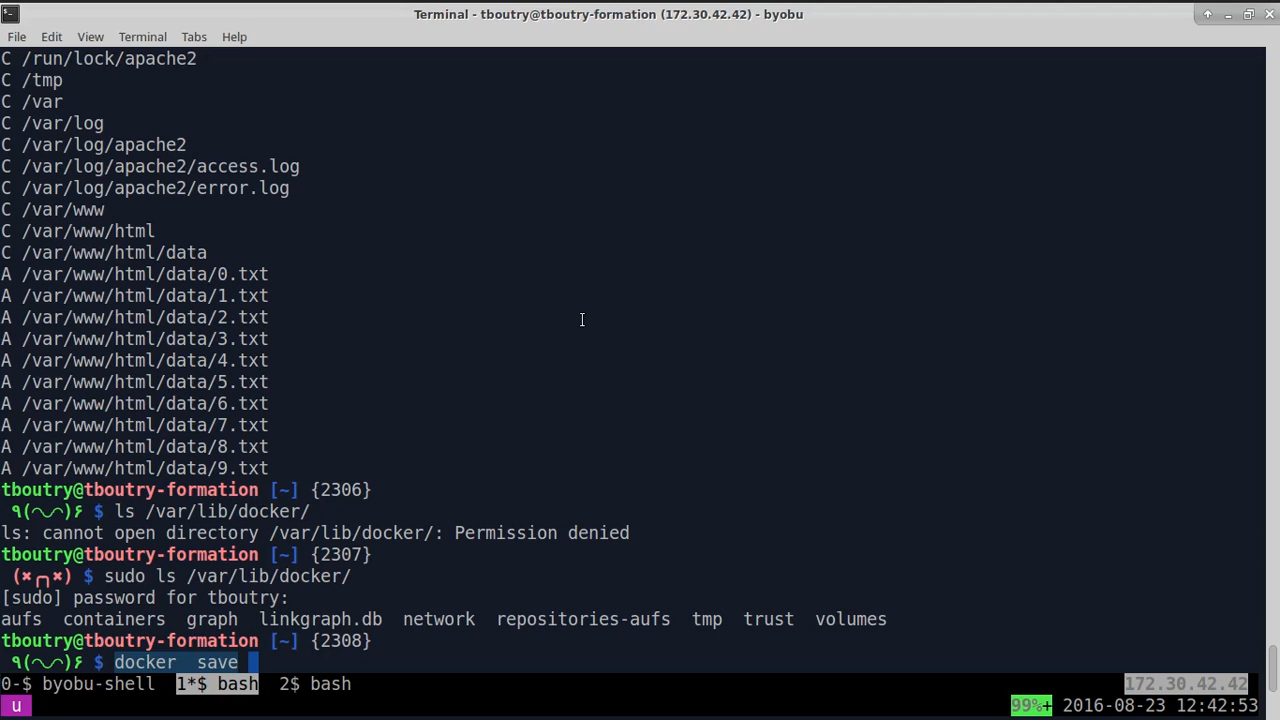 Terminal - tboutry@tboutry-formation (172.30.42.42) - byobu
File Edit View Terminal Tabs Help
C /run/lock/apache2
C /tmp
C /var
C /var/log
C /var/log/apache2
C /var/log/apache2/access.log
C /var/log/apache2/error.log
C /var/www
C /var/www/html
C /var/www/html/data
A /var/www/html/data/0.txt
A /var/www/html/data/1.txt
A /var/www/html/data/2.txt
A /var/www/html/data/3.txt
A /var/www/html/data/4.txt
A /var/www/html/data/5.txt
A /var/www/html/data/6.txt
A /var/www/html/data/7.txt
A /var/www/html/data/8.txt
A /var/www/html/data/9.txt
tboutry@tboutry-formation [~] {2306}
٩(◠◡◠)۶ $ ls /var/lib/docker/
ls: cannot open directory /var/lib/docker/: Permission denied
tboutry@tboutry-formation [~] {2307}
(✖╭╮✖) $ sudo ls /var/lib/docker/
[sudo] password for tboutry:
aufs  containers  graph  linkgraph.db  network  repositories-aufs  tmp  trust  volumes
tboutry@tboutry-formation [~] {2308}
٩(◠◡◠)۶ $ docker  save
0-$ byobu-shell  1*$ bash  2$ bash 172.30.42.42
u 99%+ 2016-08-23 12:42:53